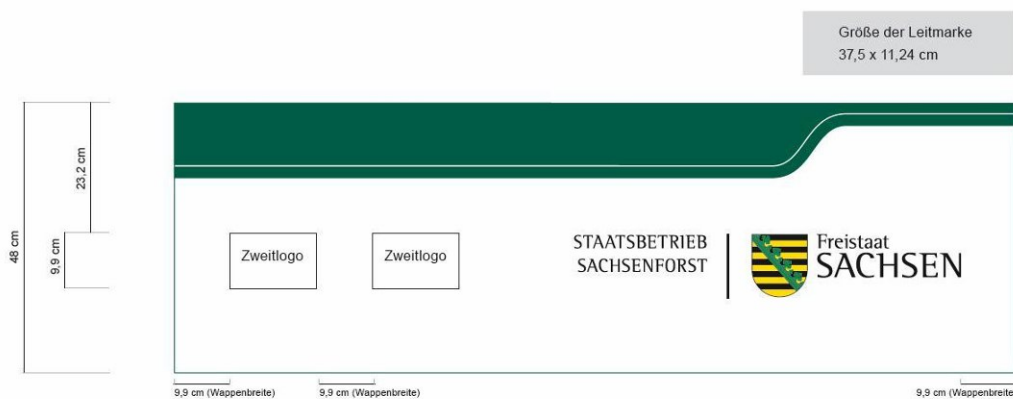 Größe der Leitmarke
37,5 x 11,24 cm
48 cm
23,2 cm
9,9 cm
Zweitlogo
Zweitlogo
STAATSBETRIEB
SACHSENFORST
Freistaat
SACHSEN
9,9 cm (Wappenbreite)
9,9 cm (Wappenbreite)
9,9 cm (Wappenbreite